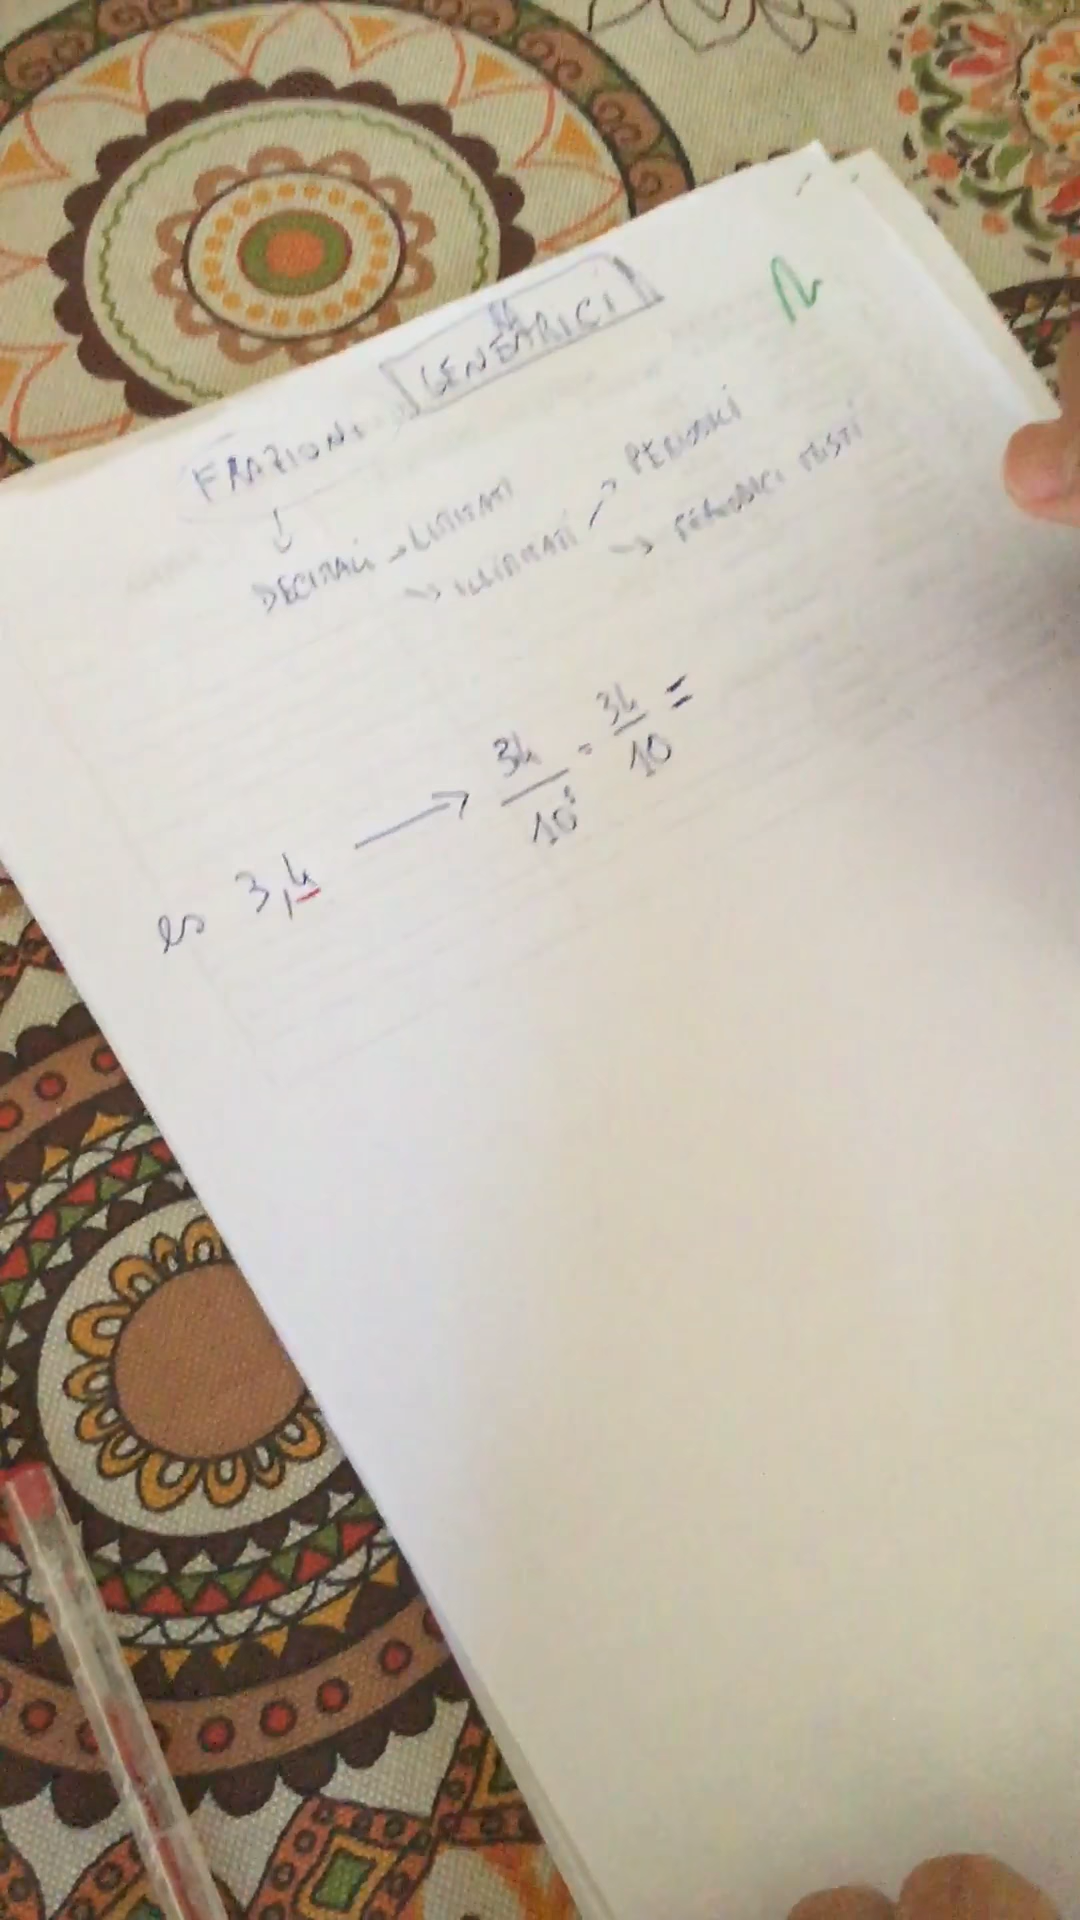 FRAZIONI GENERATRICI
DECIMALI → LIMITATI
→ ILLIMITATI → PERIODICI
→ PERIODICI MISTI
es 3,4 → 34/10¹ = 34/10 =